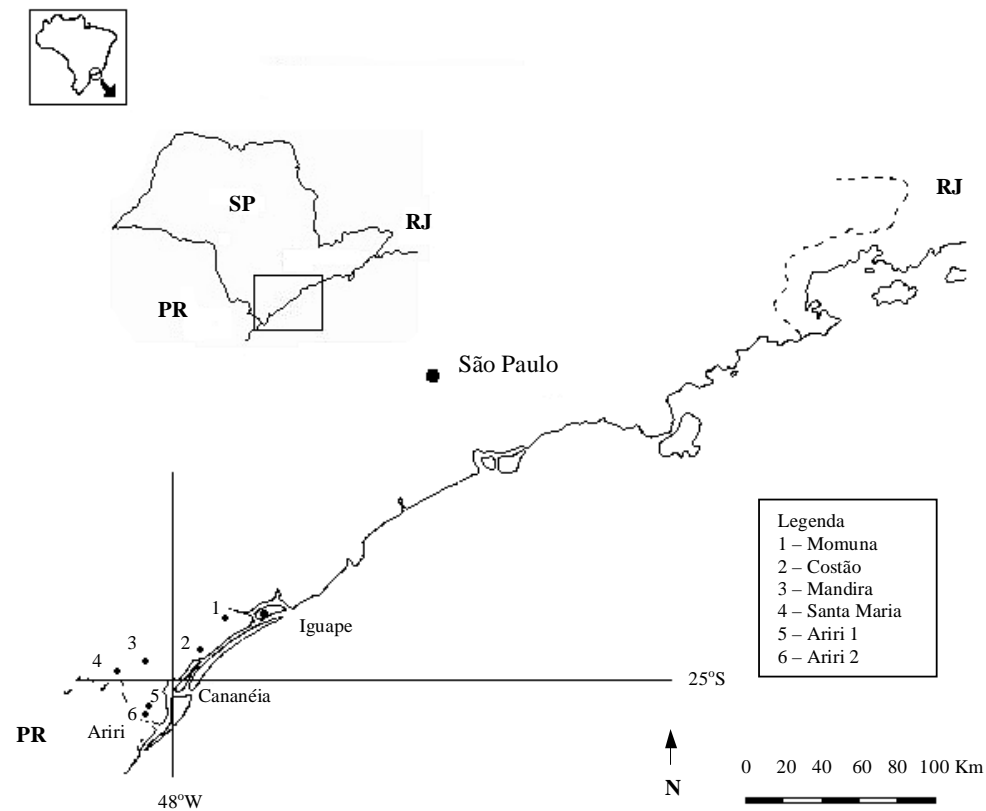 SP
RJ
PR
RJ
São Paulo
Legenda
1 – Momuna
2 – Costão
3 – Mandira
4 – Santa Maria
5 – Ariri 1
6 – Ariri 2
1
Iguape
2
3
4
25°S
Cananéia
5
6
Ariri
PR
N
0 20 40 60 80 100 Km
48°W